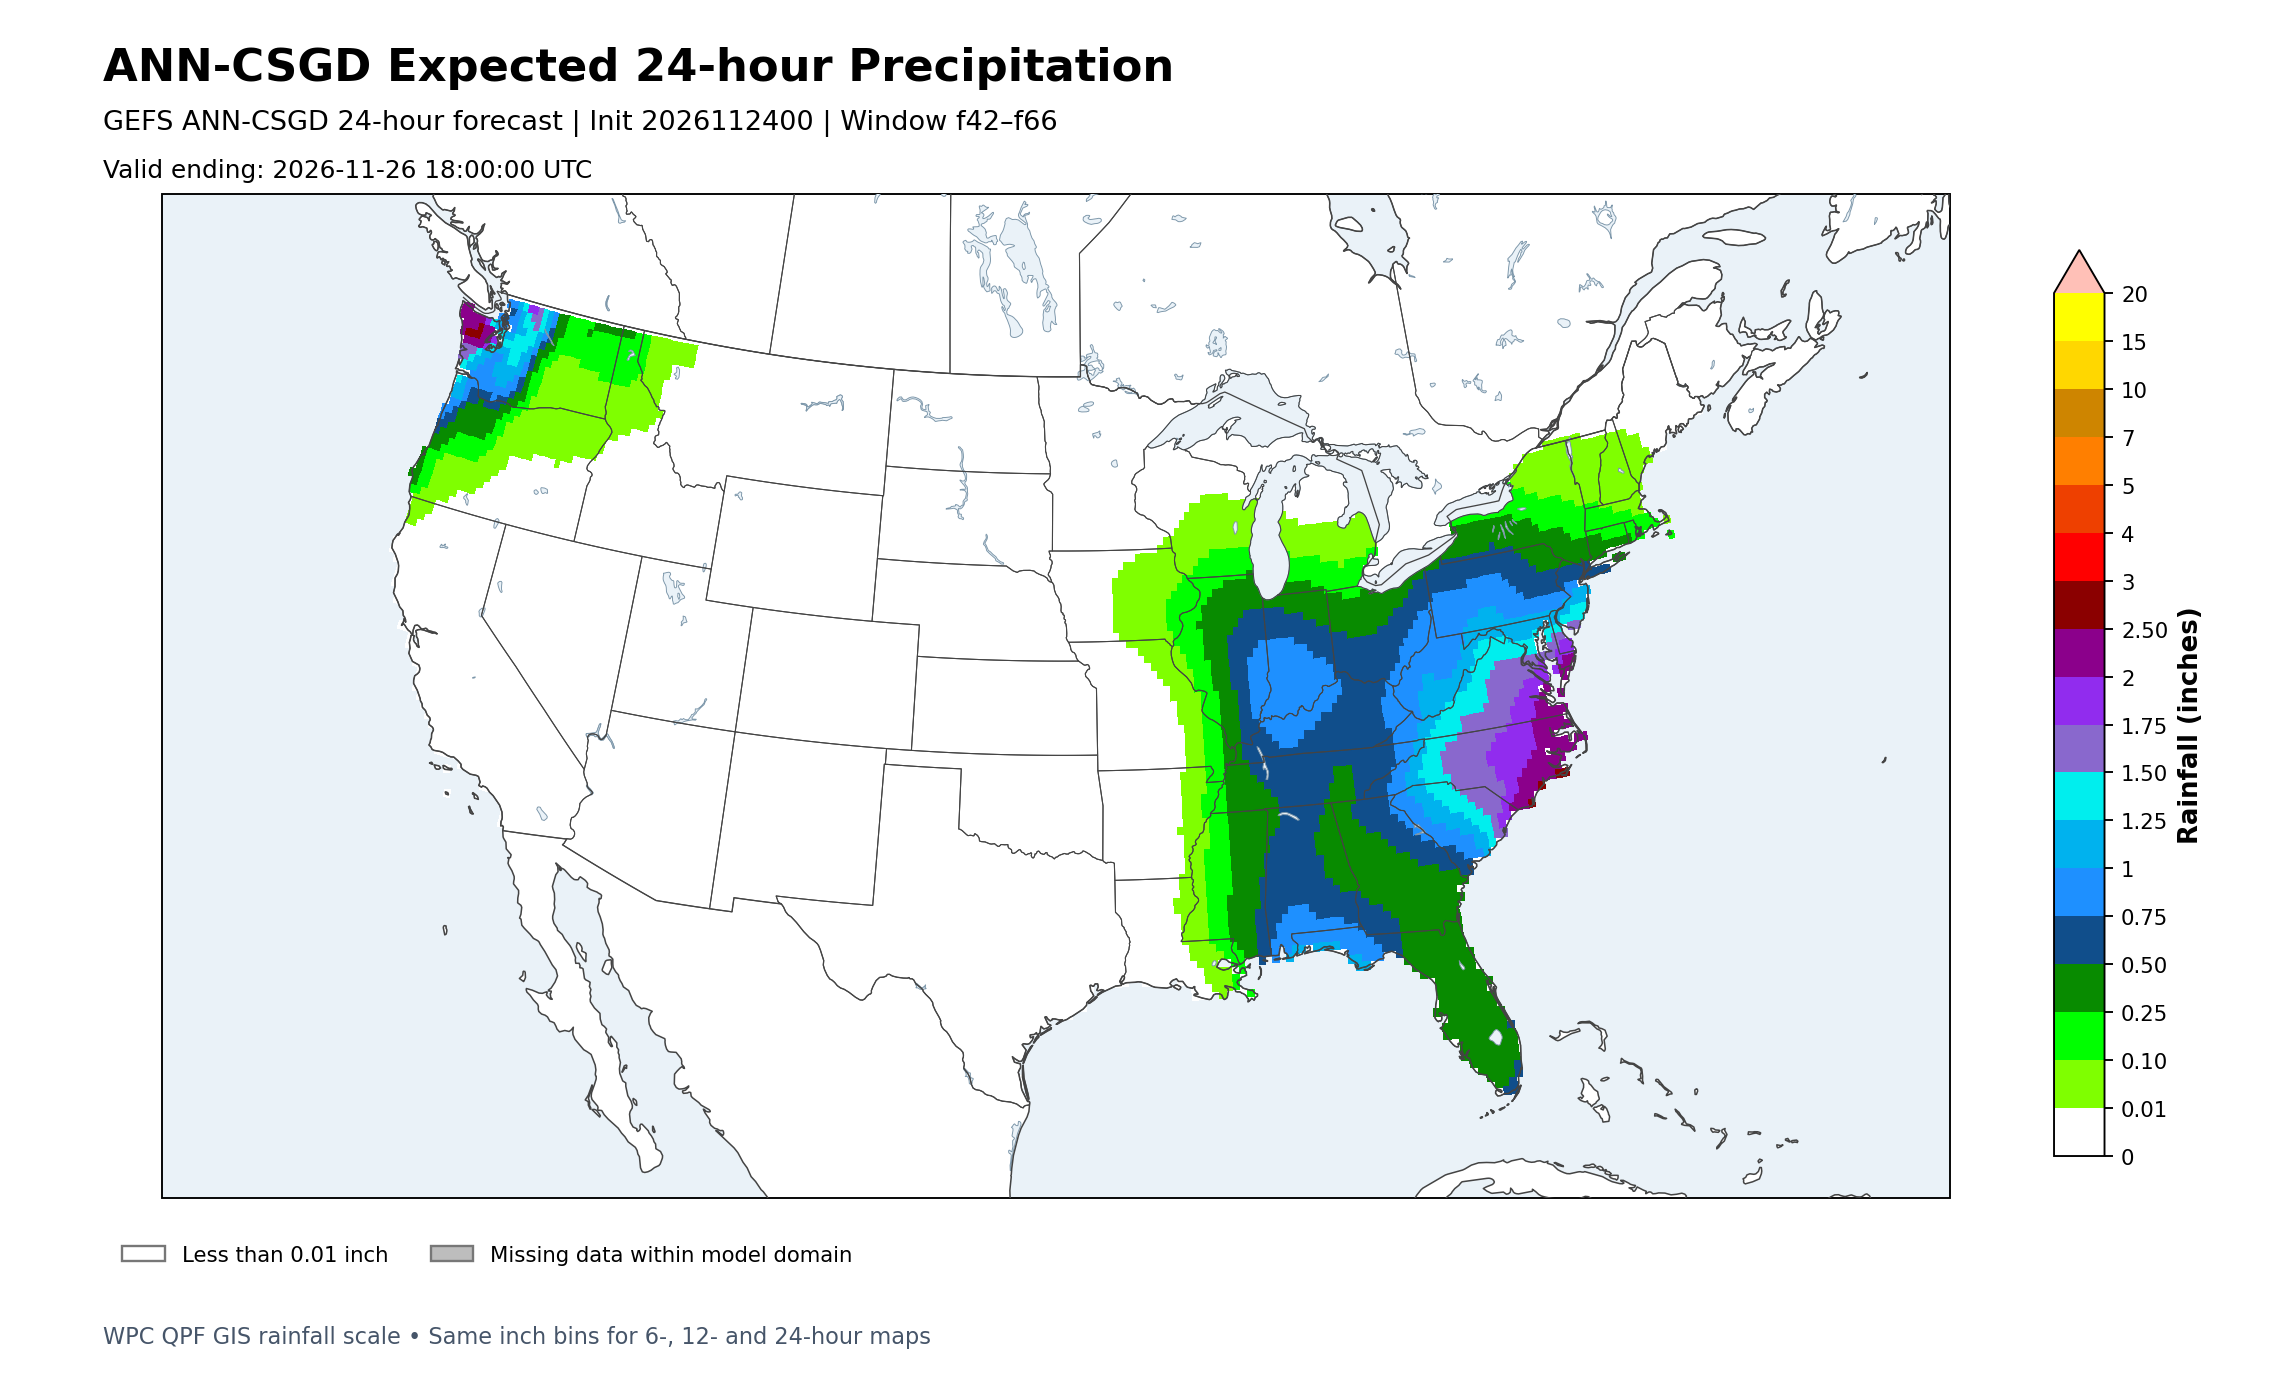 ANN-CSGD Expected 24-hour Precipitation
GEFS ANN-CSGD 24-hour forecast | Init 2026112400 | Window f42–f66
Valid ending: 2026-11-26 18:00:00 UTC
20
15
10
7
5
4
3
2.50
2
1.75
1.50
1.25
1
0.75
0.50
0.25
0.10
0.01
0
Rainfall (inches)
Less than 0.01 inch
Missing data within model domain
WPC QPF GIS rainfall scale • Same inch bins for 6-, 12- and 24-hour maps